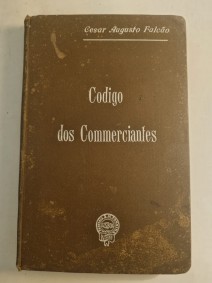 Cesar Augusto Falcão
Codigo
dos Commerciantes